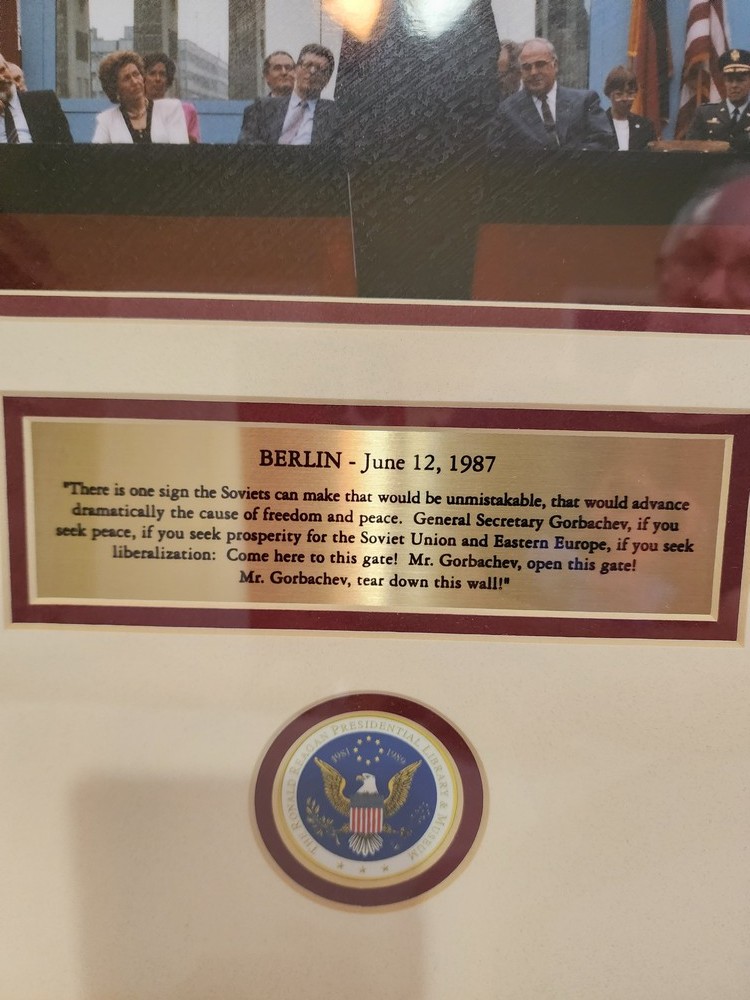 BERLIN - June 12, 1987
"There is one sign the Soviets can make that would be unmistakable, that would advance
dramatically the cause of freedom and peace. General Secretary Gorbachev, if you
seek peace, if you seek prosperity for the Soviet Union and Eastern Europe, if you seek
liberalization: Come here to this gate! Mr. Gorbachev, open this gate!
Mr. Gorbachev, tear down this wall!"
THE RONALD REAGAN PRESIDENTIAL LIBRARY & MUSEUM
1981 1989